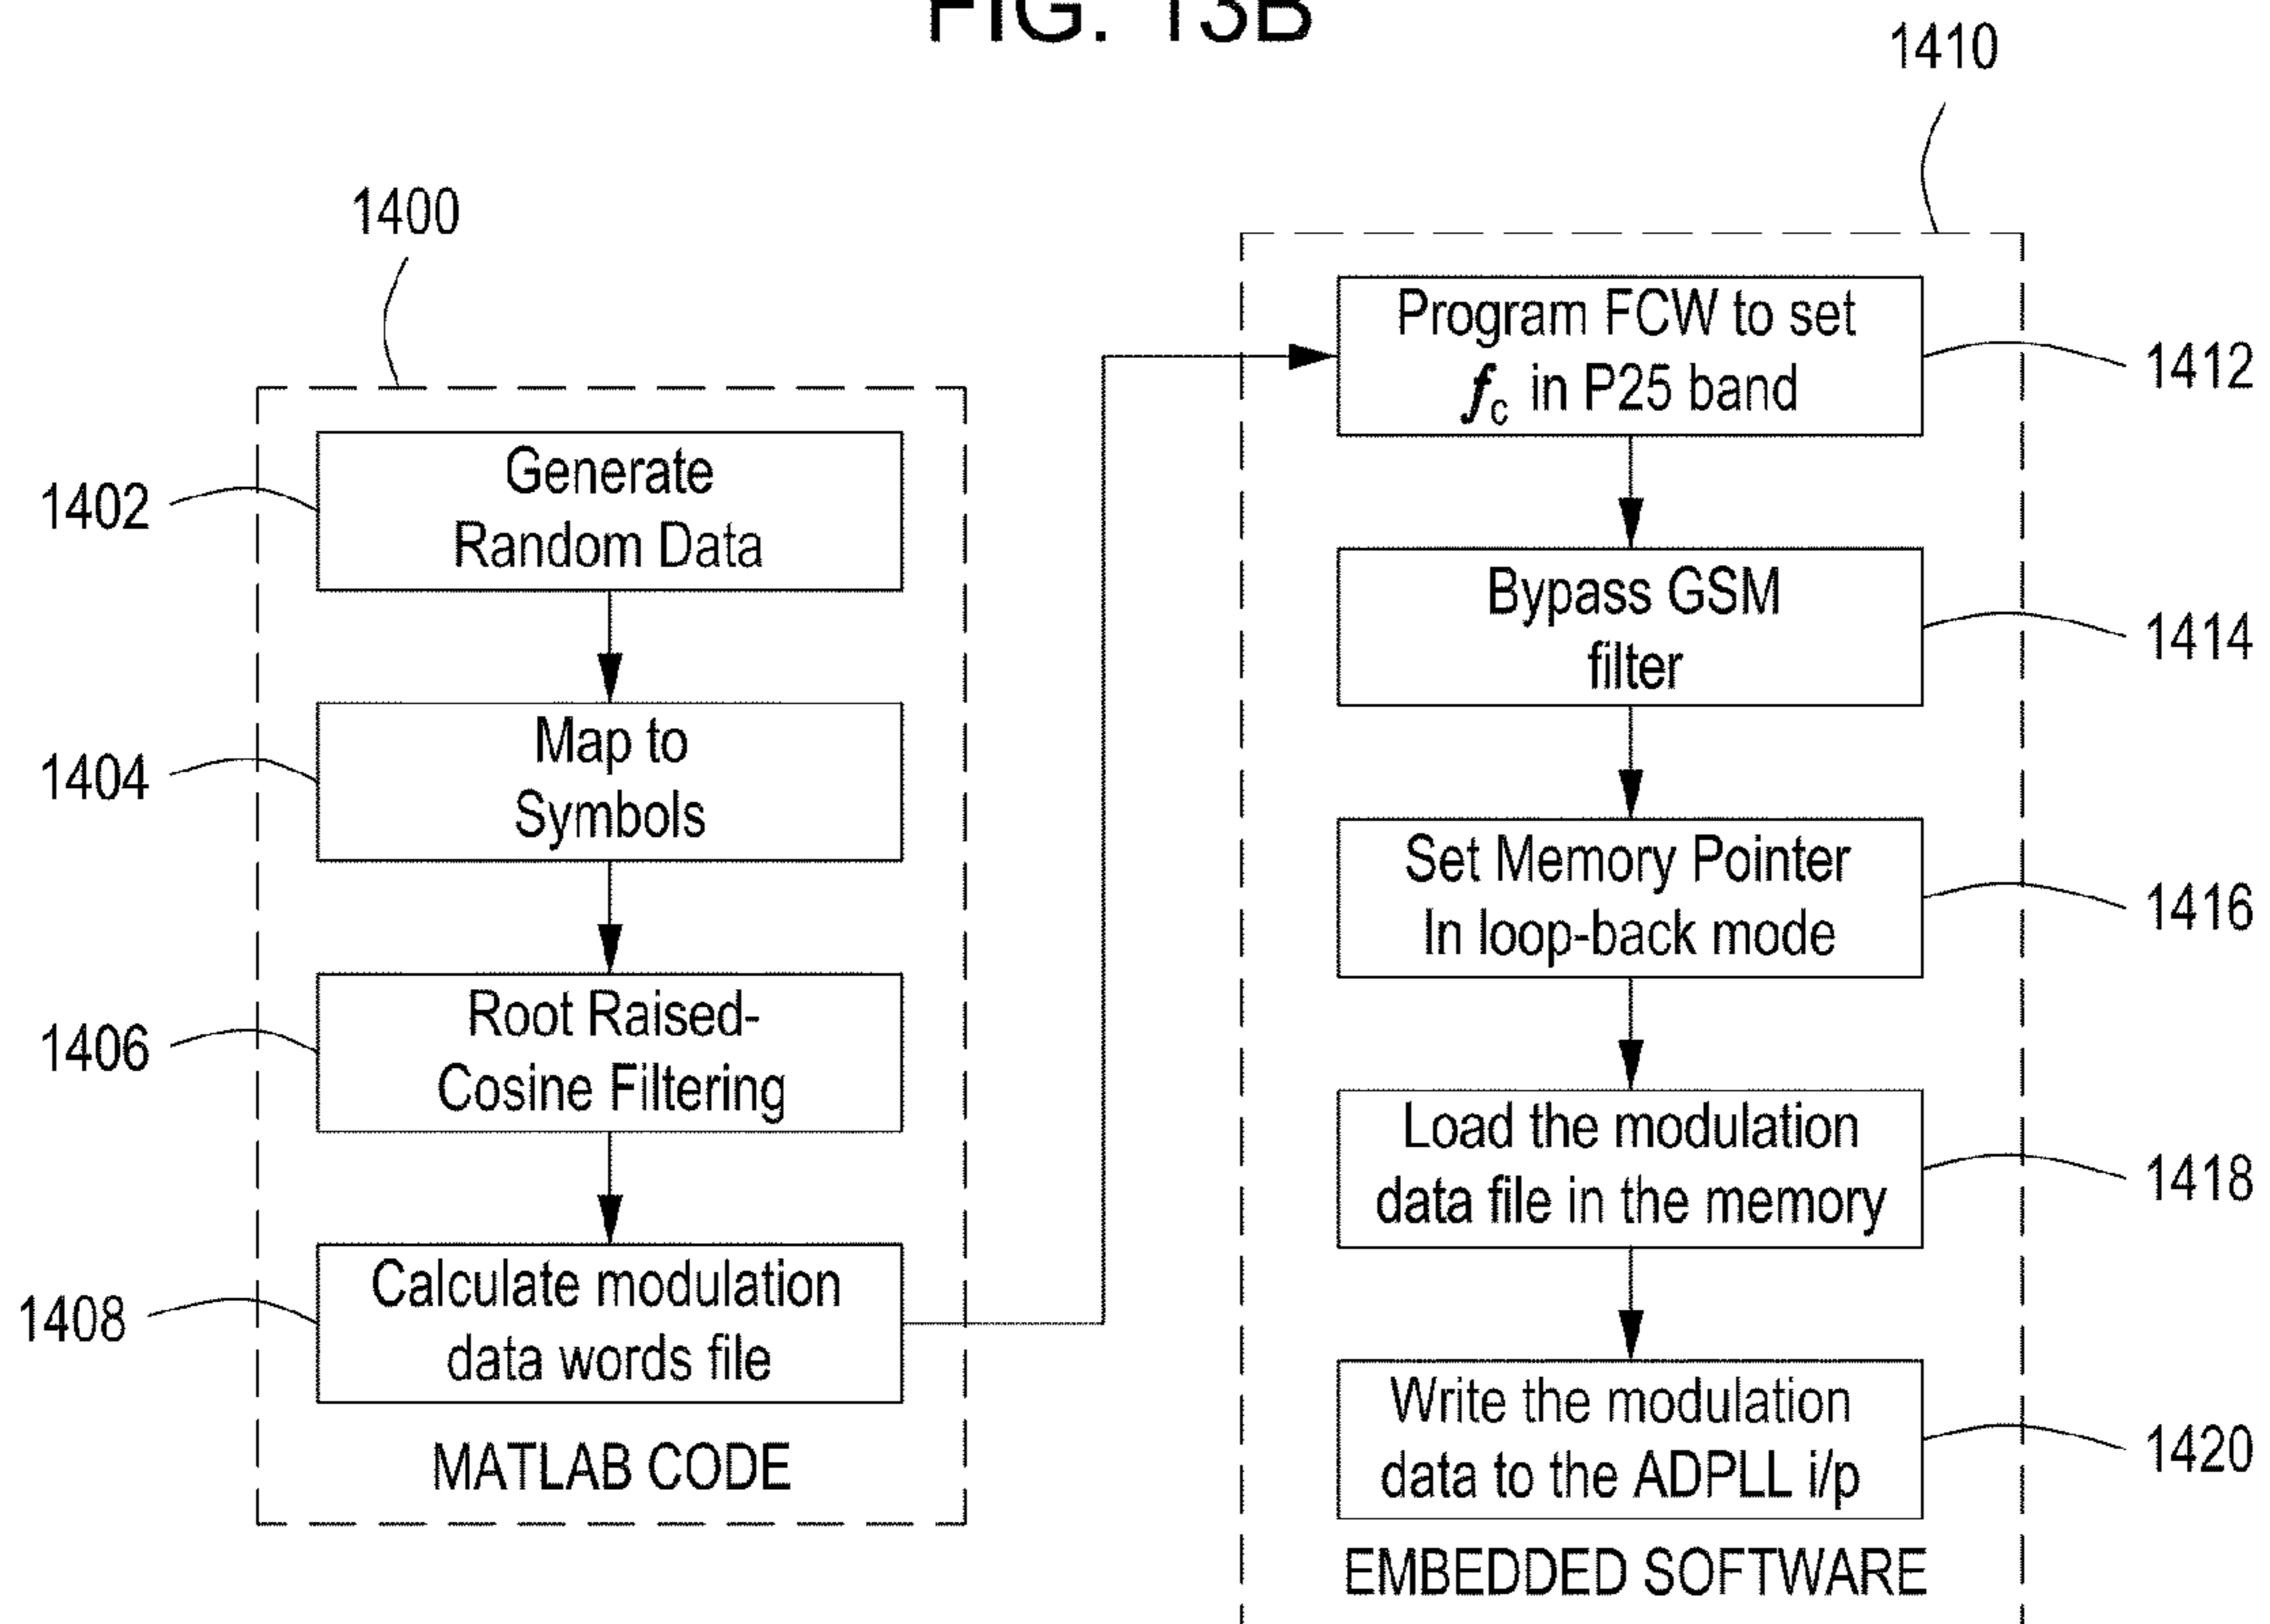 FIG. 13B
1400
1402
Generate
Random Data
1404
Map to
Symbols
1406
Root Raised-
Cosine Filtering
1408
Calculate modulation
data words file
MATLAB CODE
1410
Program FCW to set
fc in P25 band
1412
Bypass GSM
filter
1414
Set Memory Pointer
In loop-back mode
1416
Load the modulation
data file in the memory
1418
Write the modulation
data to the ADPLL i/p
1420
EMBEDDED SOFTWARE